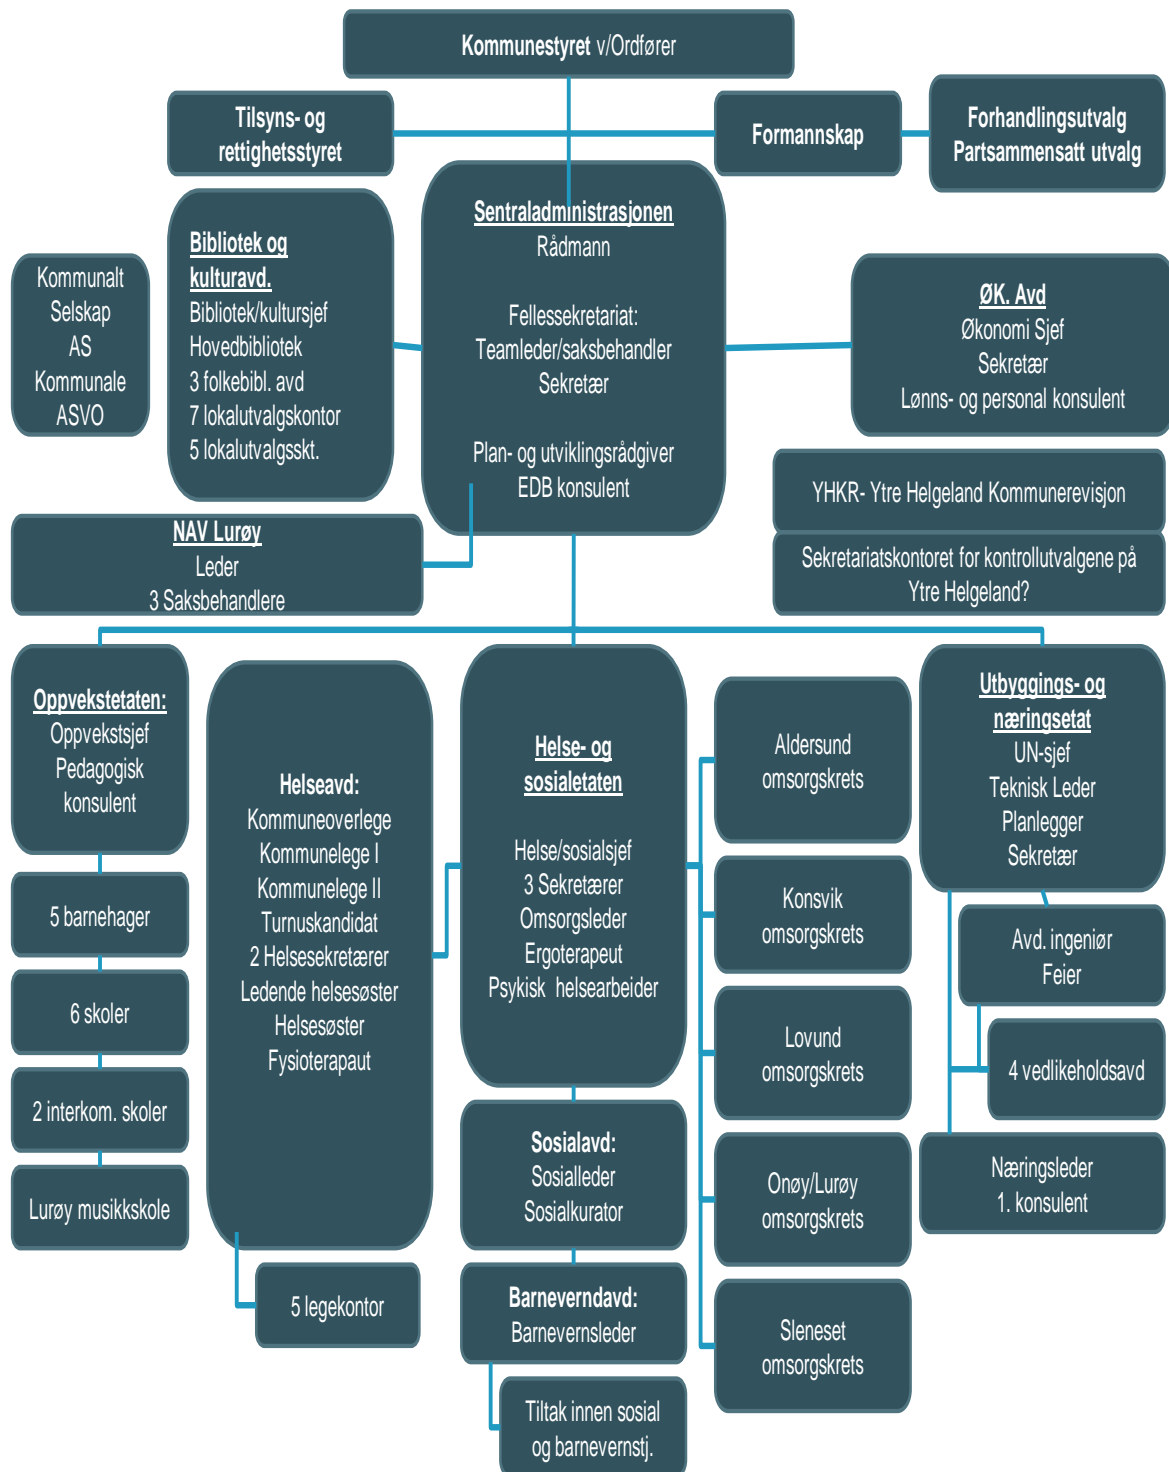 Kommunestyret v/Ordfører
Tilsyns- og
rettighetsstyret
Formannskap
Forhandlingsutvalg
Partsammensatt utvalg
Kommunalt
Selskap
AS
Kommunale
ASVO
Bibliotek og
kulturavd.
Bibliotek/kultursjef
Hovedbibliotek
3 folkebibl. avd
7 lokalutvalgskontor
5 lokalutvalgsskt.
Sentraladministrasjonen
Rådmann
Fellessekretariat:
Teamleder/saksbehandler
Sekretær
Plan- og utviklingsrådgiver
EDB konsulent
ØK. Avd
Økonomi Sjef
Sekretær
Lønns- og personal konsulent
YHKR- Ytre Helgeland Kommunerevisjon
Sekretariatskontoret for kontrollutvalgene på
Ytre Helgeland?
NAV Lurøy
Leder
3 Saksbehandlere
Oppvekstetaten:
Oppvekstsjef
Pedagogisk
konsulent
5 barnehager
6 skoler
2 interkom. skoler
Lurøy musikkskole
Helseavd:
Kommuneoverlege
Kommunelege I
Kommunelege II
Turnuskandidat
2 Helsesekretærer
Ledende helsesøster
Helsesøster
Fysioterapaut
5 legekontor
Helse- og
sosialetaten
Helse/sosialsjef
3 Sekretærer
Omsorgsleder
Ergoterapeut
Psykisk helsearbeider
Sosialavd:
Sosialleder
Sosialkurator
Barneverndavd:
Barnevernsleder
Tiltak innen sosial
og barnevernstj.
Aldersund
omsorgskrets
Konsvik
omsorgskrets
Lovund
omsorgskrets
Onøy/Lurøy
omsorgskrets
Sleneset
omsorgskrets
Utbyggings- og
næringsetat
UN-sjef
Teknisk Leder
Planlegger
Sekretær
Avd. ingeniør
Feier
4 vedlikeholdsavd
Næringsleder
1. konsulent